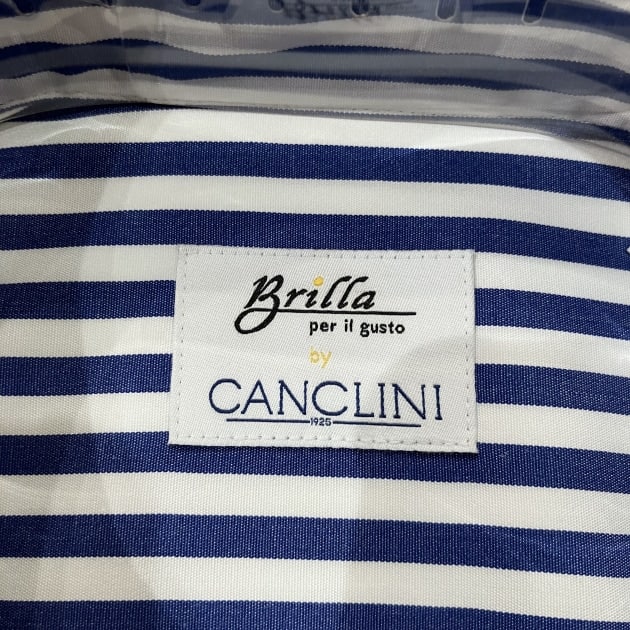 Brilla
per il gusto
by
CANCLINI
1925